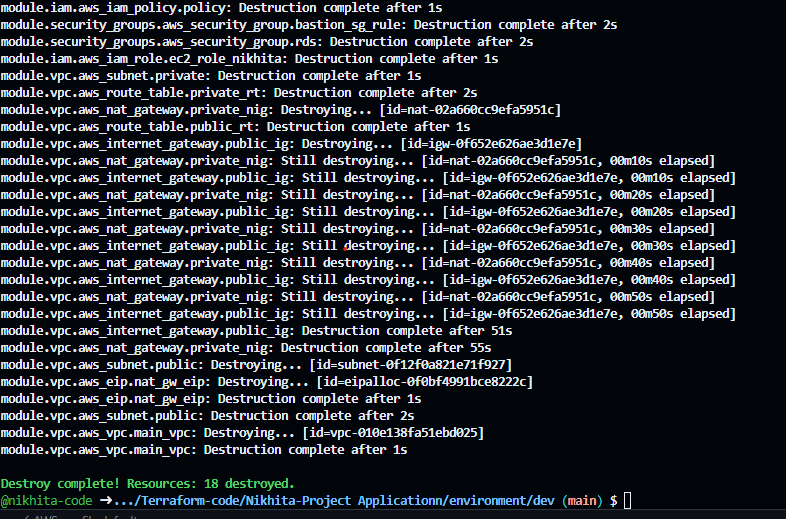 module.iam.aws_iam_policy.policy: Destruction complete after 1s
module.security_groups.aws_security_group.bastion_sg_rule: Destruction complete after 2s
module.security_groups.aws_security_group.rds: Destruction complete after 2s
module.iam.aws_iam_role.ec2_role_nikhita: Destruction complete after 1s
module.vpc.aws_subnet.private: Destruction complete after 1s
module.vpc.aws_route_table.private_rt: Destruction complete after 2s
module.vpc.aws_nat_gateway.private_nig: Destroying... [id=nat-02a660cc9efa5951c]
module.vpc.aws_route_table.public_rt: Destruction complete after 1s
module.vpc.aws_internet_gateway.public_ig: Destroying... [id=igw-0f652e626ae3d1e7e]
module.vpc.aws_nat_gateway.private_nig: Still destroying... [id=nat-02a660cc9efa5951c, 00m10s elapsed]
module.vpc.aws_internet_gateway.public_ig: Still destroying... [id=igw-0f652e626ae3d1e7e, 00m10s elapsed]
module.vpc.aws_nat_gateway.private_nig: Still destroying... [id=nat-02a660cc9efa5951c, 00m20s elapsed]
module.vpc.aws_internet_gateway.public_ig: Still destroying... [id=igw-0f652e626ae3d1e7e, 00m20s elapsed]
module.vpc.aws_nat_gateway.private_nig: Still destroying... [id=nat-02a660cc9efa5951c, 00m30s elapsed]
module.vpc.aws_internet_gateway.public_ig: Still destroying... [id=igw-0f652e626ae3d1e7e, 00m30s elapsed]
module.vpc.aws_nat_gateway.private_nig: Still destroying... [id=nat-02a660cc9efa5951c, 00m40s elapsed]
module.vpc.aws_internet_gateway.public_ig: Still destroying... [id=igw-0f652e626ae3d1e7e, 00m40s elapsed]
module.vpc.aws_nat_gateway.private_nig: Still destroying... [id=nat-02a660cc9efa5951c, 00m50s elapsed]
module.vpc.aws_internet_gateway.public_ig: Still destroying... [id=igw-0f652e626ae3d1e7e, 00m50s elapsed]
module.vpc.aws_internet_gateway.public_ig: Destruction complete after 51s
module.vpc.aws_nat_gateway.private_nig: Destruction complete after 55s
module.vpc.aws_subnet.public: Destroying... [id=subnet-0f12f0a821e71f927]
module.vpc.aws_eip.nat_gw_eip: Destroying... [id=eipalloc-0f0bf4991bce8222c]
module.vpc.aws_eip.nat_gw_eip: Destruction complete after 1s
module.vpc.aws_subnet.public: Destruction complete after 2s
module.vpc.aws_vpc.main_vpc: Destroying... [id=vpc-010e138fa51ebd025]
module.vpc.aws_vpc.main_vpc: Destruction complete after 1s
Destroy complete! Resources: 18 destroyed.
@nikhita-code ➜.../Terraform-code/Nikhita-Project Applicationn/environment/dev (main) $